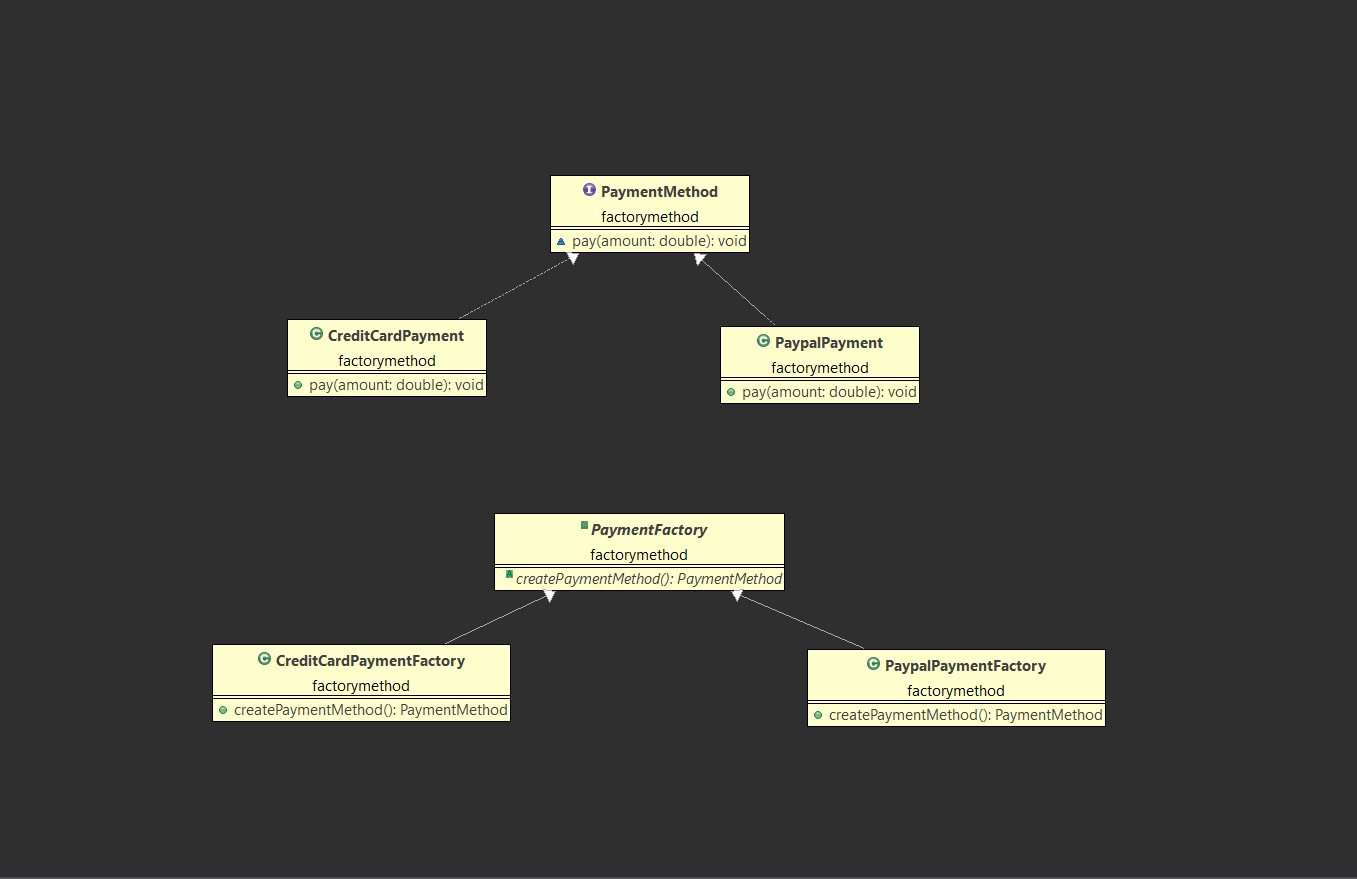 PaymentMethod
factorymethod
pay(amount: double): void
CreditCardPayment
factorymethod
pay(amount: double): void
PaypalPayment
factorymethod
pay(amount: double): void
PaymentFactory
factorymethod
createPaymentMethod(): PaymentMethod
CreditCardPaymentFactory
factorymethod
createPaymentMethod(): PaymentMethod
PaypalPaymentFactory
factorymethod
createPaymentMethod(): PaymentMethod